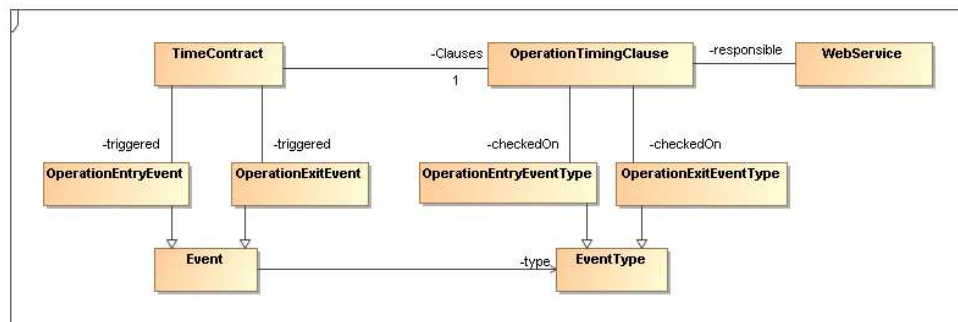 TimeContract
-Clauses
1
OperationTimingClause
-responsible
WebService
-triggered
-triggered
-checkedOn
-checkedOn
OperationEntryEvent
OperationExitEvent
OperationEntryEventType
OperationExitEventType
Event
-type
EventType